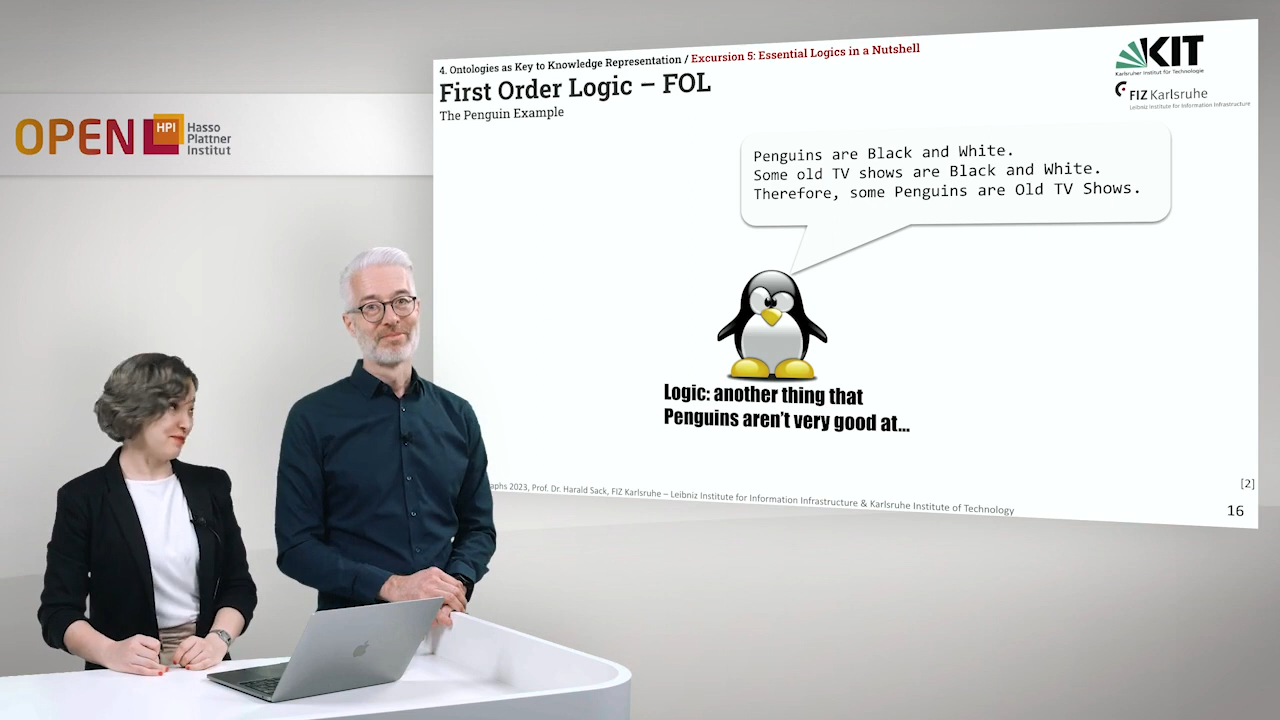 OPEN
HPI
Hasso
Plattner
Institut
4. Ontologies as Key to Knowledge Representation / Excursion 5: Essential Logics in a Nutshell
First Order Logic – FOL
The Penguin Example
KIT
Karlsruher Institut für Technologie
FIZ Karlsruhe
Leibniz Institute for Information Infrastructure
Penguins are Black and White.
Some old TV shows are Black and White.
Therefore, some Penguins are Old TV Shows.
Logic: another thing that
Penguins aren't very good at...
2023, Prof. Dr. Harald Sack, FIZ Karlsruhe – Leibniz Institute for Information Infrastructure & Karlsruhe Institute of Technology
[2]
16